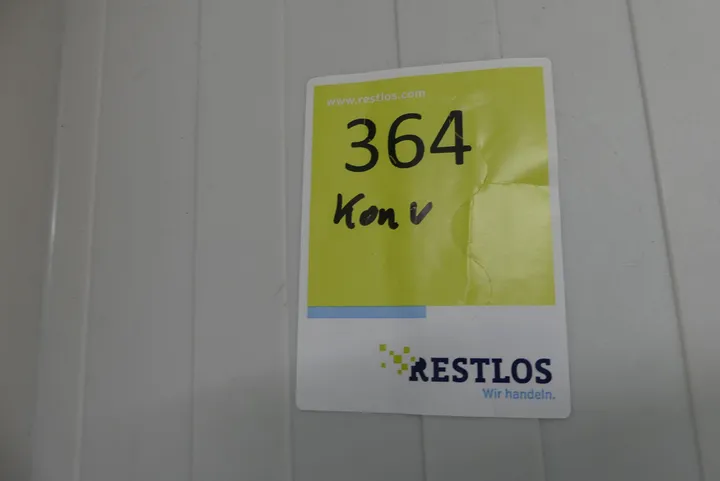 www.restlos.com
364
Kon v
RESTLOS
Wir handeln.